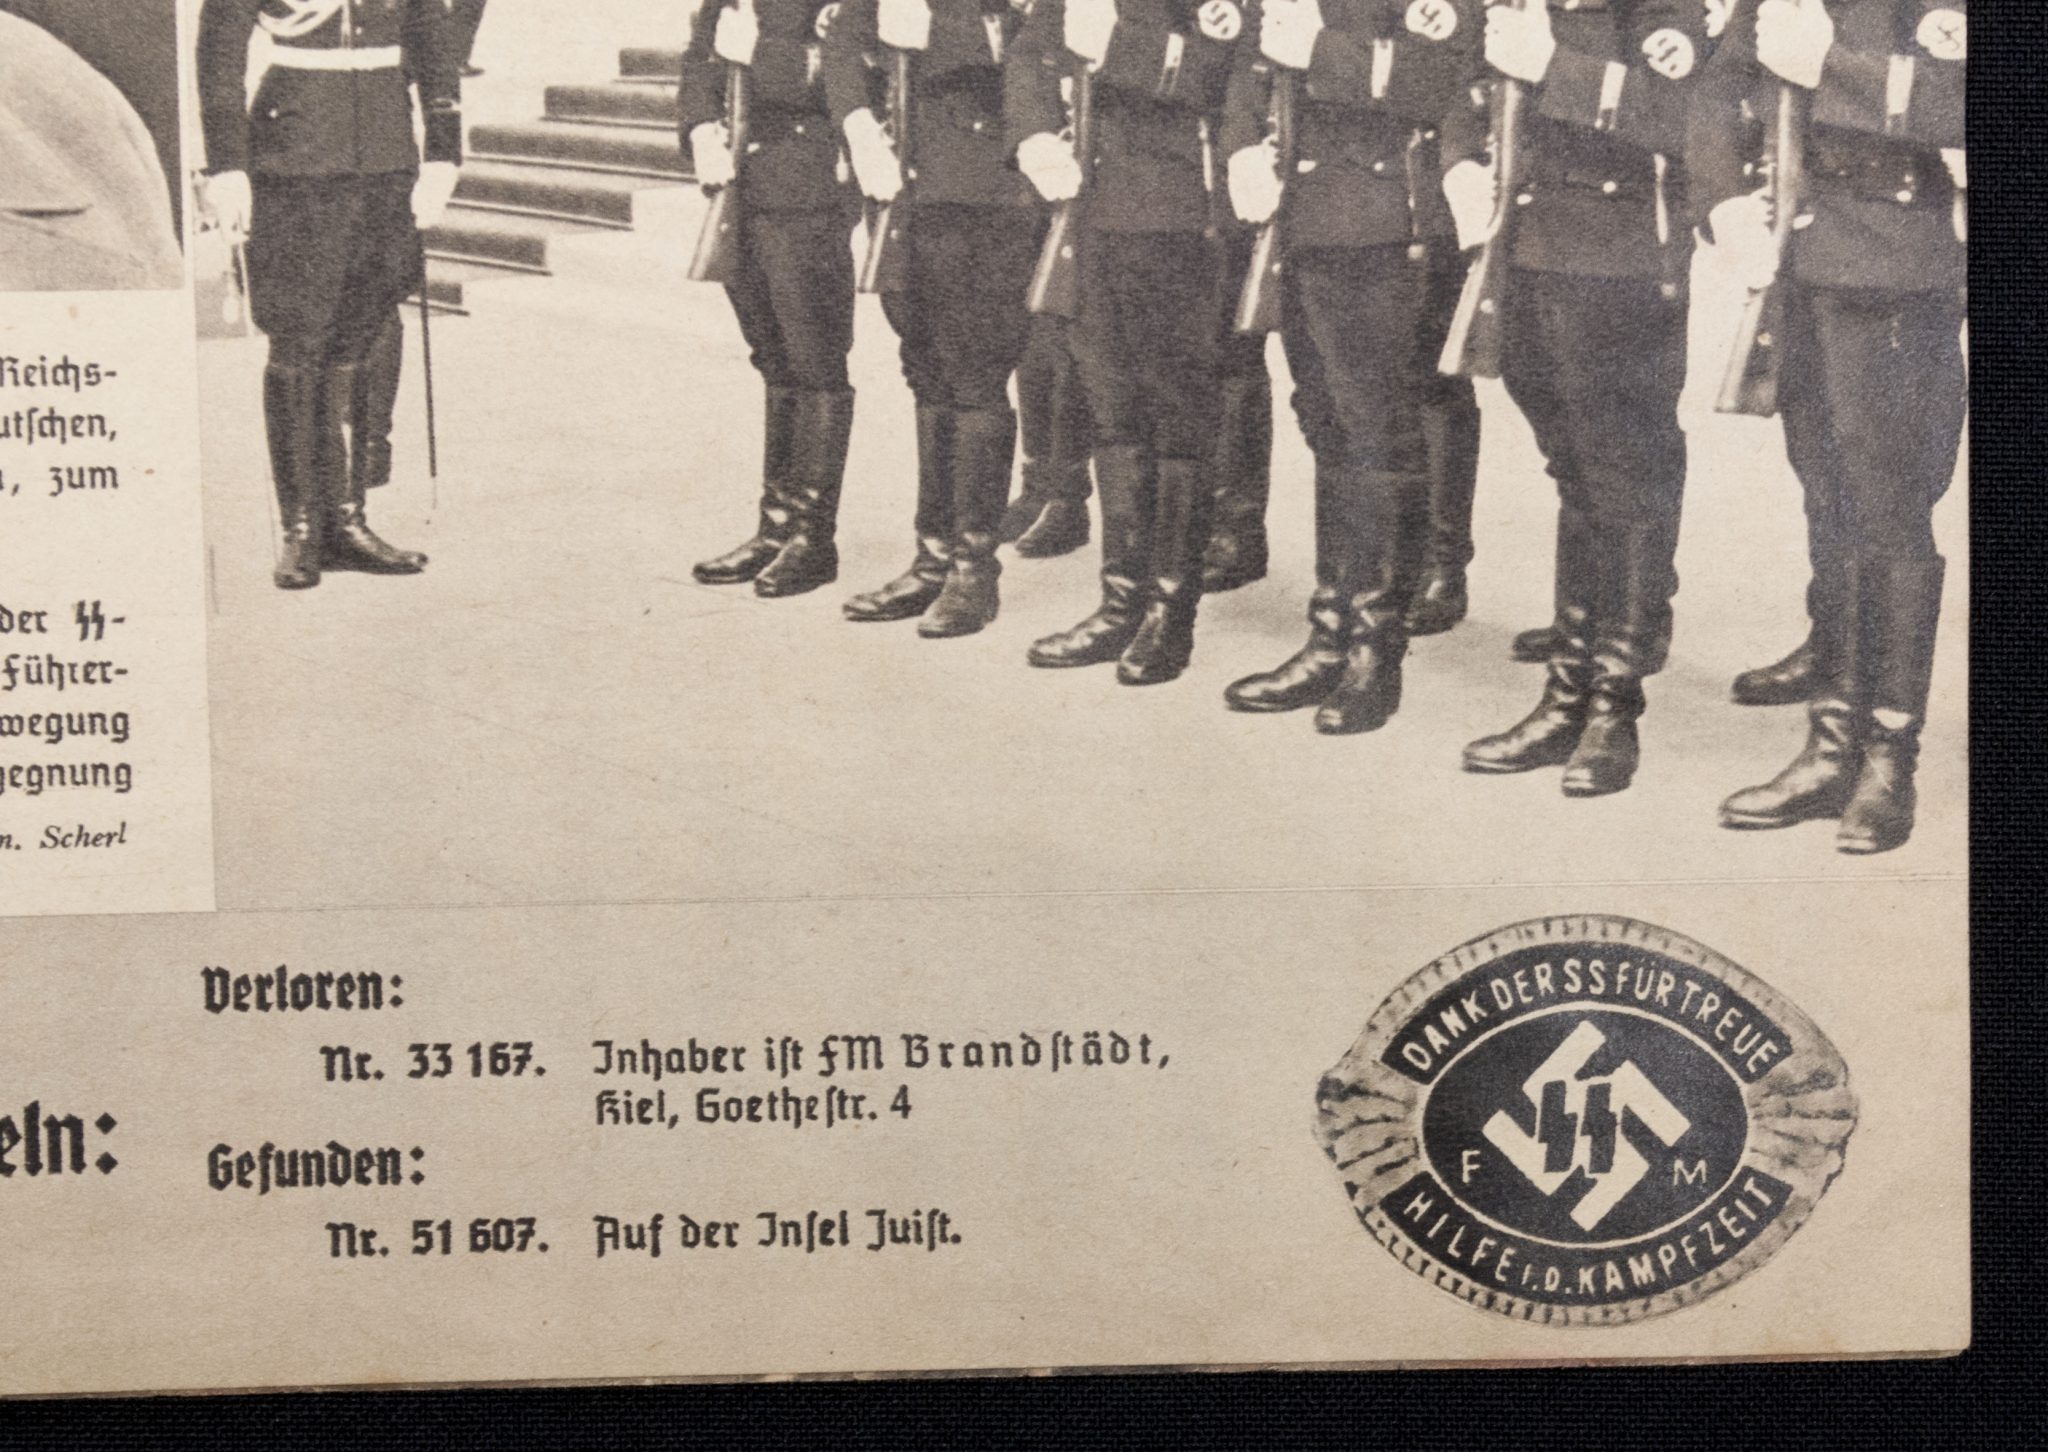 Reichs-
utschen,
, zum
der SS-
Führer-
wegung
gegnung
m. Scherl
eln:
Verloren:
Nr. 33 167. Inhaber ist FM Brandstädt,
Kiel, Goethestr. 4
Gefunden:
Nr. 51 607. Auf der Insel Juist.
DANK DER SS FÜR TREUE
SS
F M
HILFE I.D. KAMPFZEIT